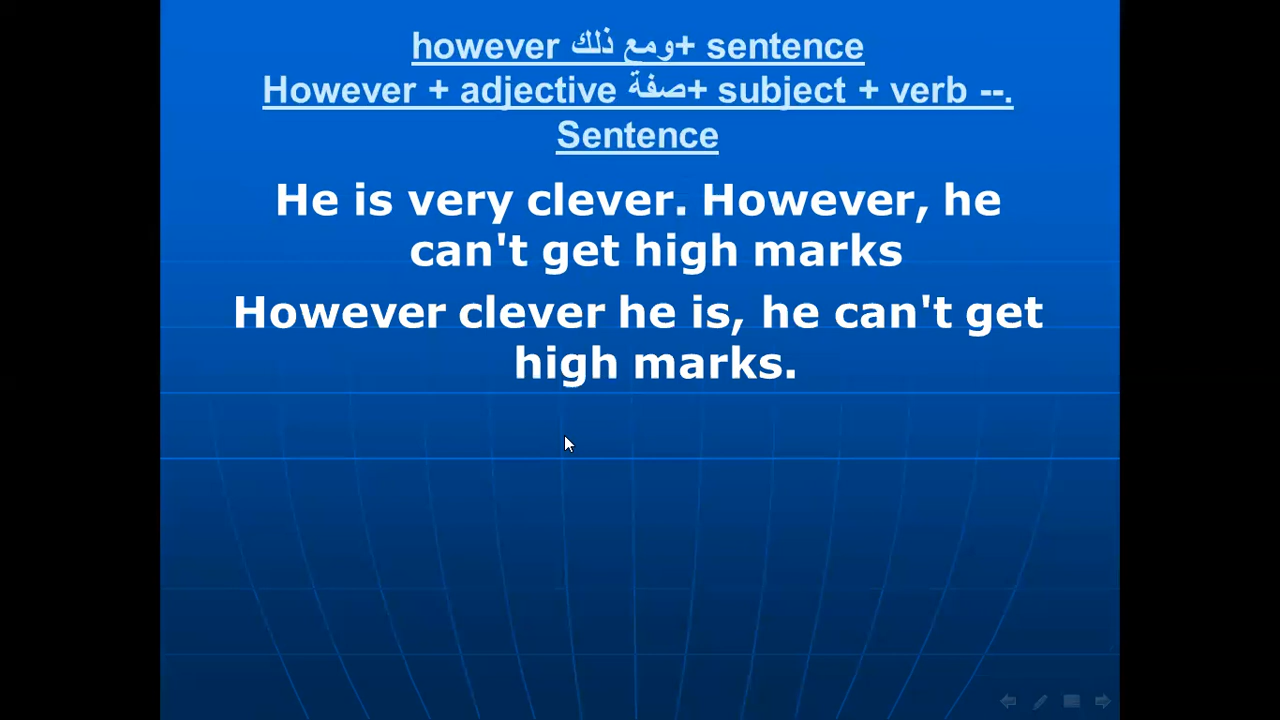 however ومع ذلك+ sentence
However + adjective صفة+ subject + verb --.
Sentence
He is very clever. However, he
can't get high marks
However clever he is, he can't get
high marks.